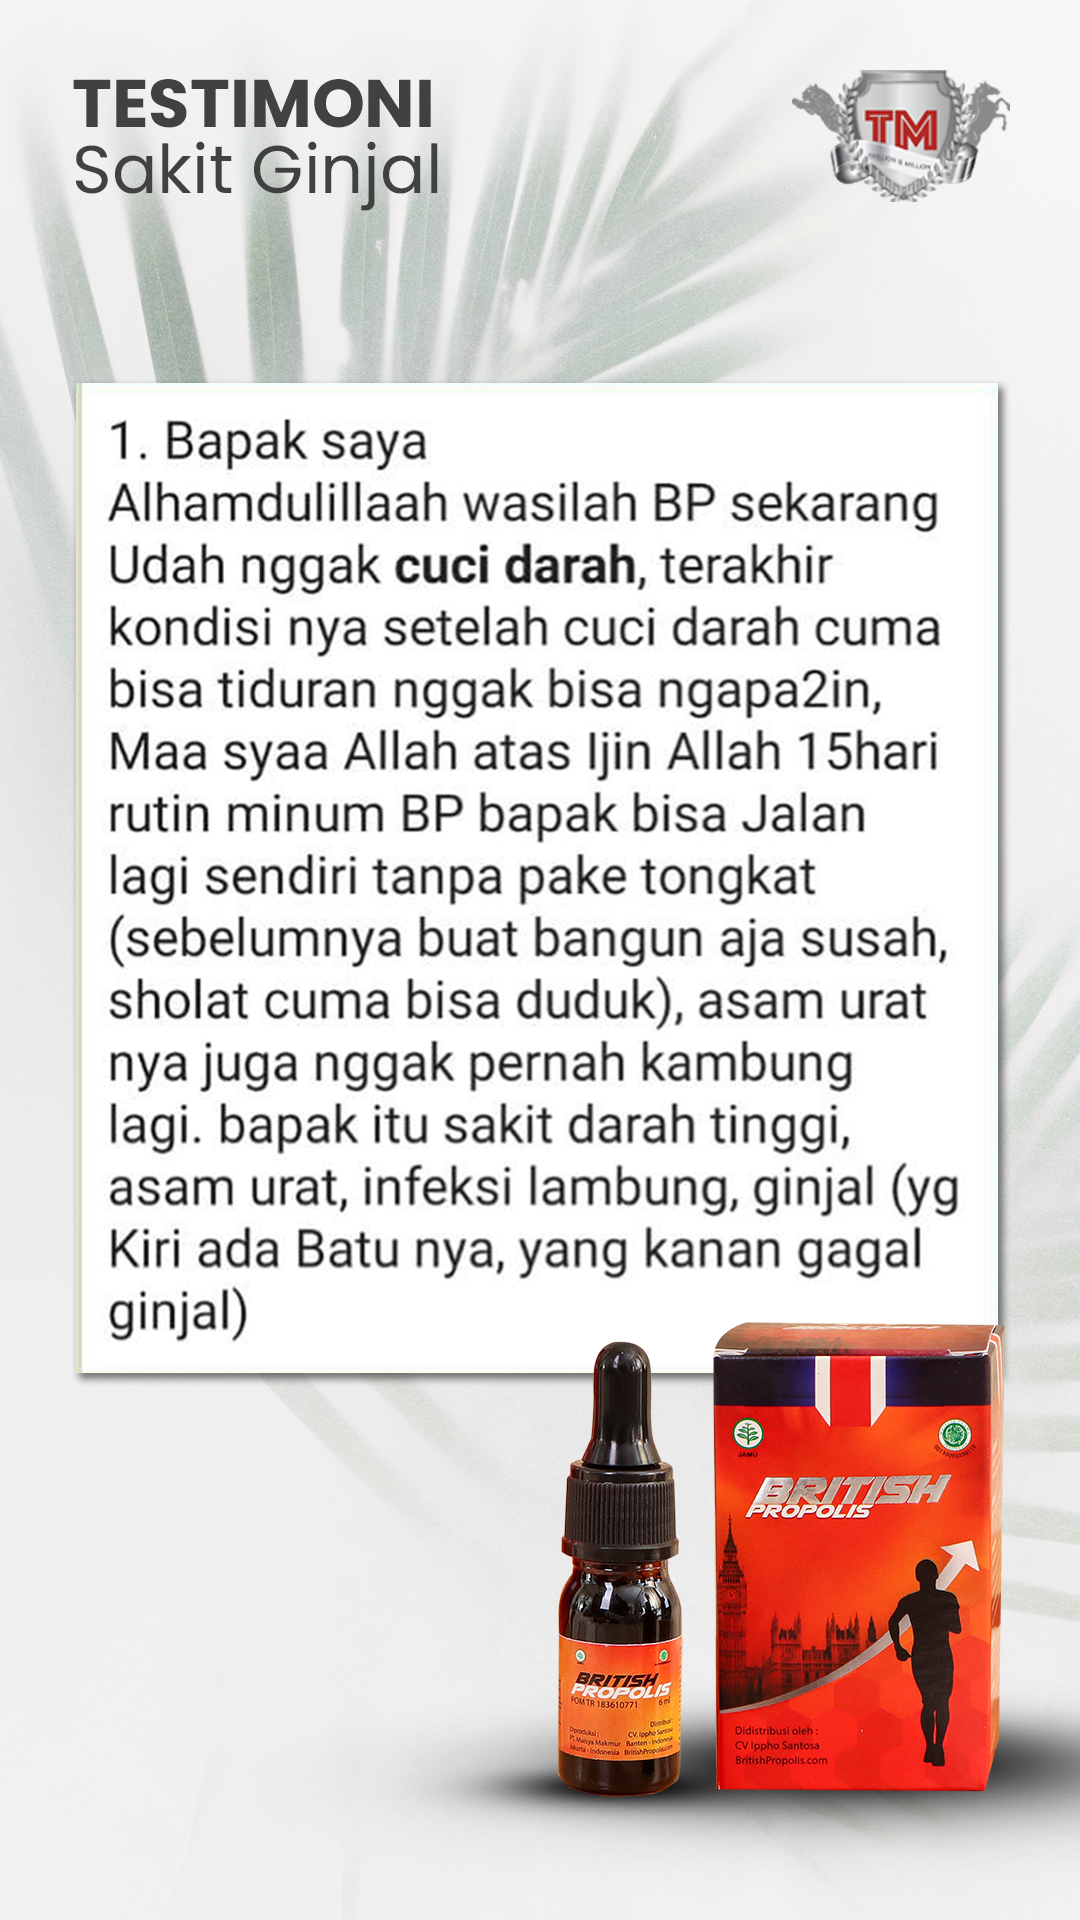 TESTIMONI
Sakit Ginjal
TM
1. Bapak saya
Alhamdulillaah wasilah BP sekarang
Udah nggak cuci darah, terakhir
kondisi nya setelah cuci darah cuma
bisa tiduran nggak bisa ngapa2in,
Maa syaa Allah atas Ijin Allah 15hari
rutin minum BP bapak bisa Jalan
lagi sendiri tanpa pake tongkat
(sebelumnya buat bangun aja susah,
sholat cuma bisa duduk), asam urat
nya juga nggak pernah kambung
lagi. bapak itu sakit darah tinggi,
asam urat, infeksi lambung, ginjal (yg
Kiri ada Batu nya, yang kanan gagal
ginjal)
JAMU
BRITISH
PROPOLIS
Didistribusi oleh :
CV Ippho Santosa
BritishPropolis.com
BRITISH
PROPOLIS
POM TR 183610771
6 ml
Diproduksi :
PT. Maisya Makmur
Jakarta - Indonesia
Distribusi :
CV. Ippho Santosa
Banten - Indonesia
BritishPropolis.com